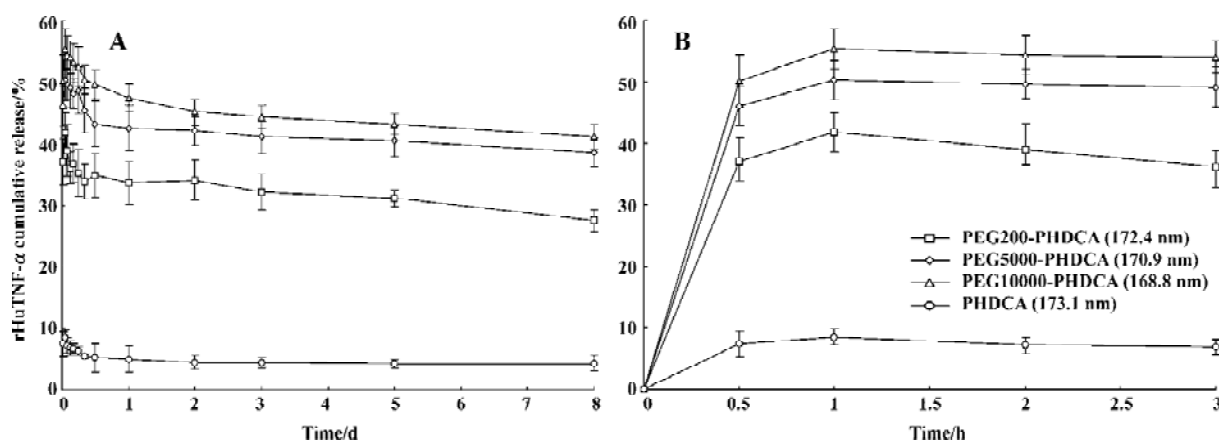 A
rHuTNF-α cumulative release/%
60
50
40
30
20
10
0
0 1 2 3 4 5 6 7 8
Time/d
B
60
50
40
30
20
10
0
0 0.5 1 1.5 2 2.5 3
Time/h
PEG200-PHDCA (172.4 nm)
PEG5000-PHDCA (170.9 nm)
PEG10000-PHDCA (168.8 nm)
PHDCA (173.1 nm)